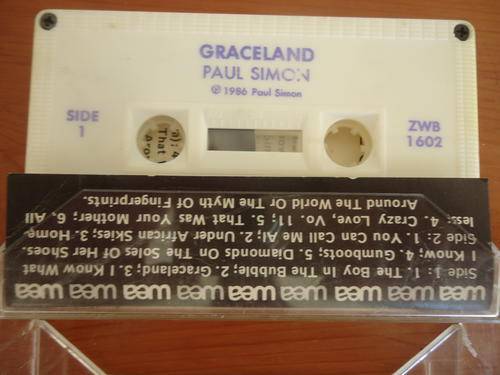 GRACELAND
PAUL SIMON
℗ 1986 Paul Simon
SIDE
1
ZWB
1602
wea wea wea wea wea wea wea wea
Side 1: 1. The Boy In The Bubble; 2. Graceland; 3. I Know What
I Know; 4. Gumboots; 5. Diamonds On The Soles Of Her Shoes.
Side 2: 1. You Can Call Me Al; 2. Under African Skies; 3. Home
less; 4. Crazy Love, Vo. 11; 5. That Was Your Mother; 6. All
Around The World Or The Myth Of Fingerprints.